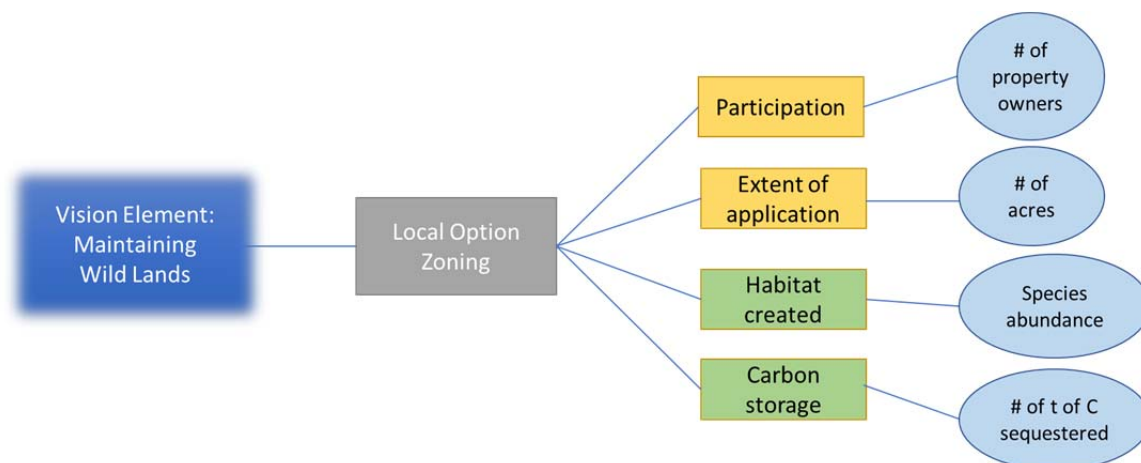 Vision Element:
Maintaining
Wild Lands
Local Option
Zoning
Participation
# of
property
owners
Extent of
application
# of
acres
Habitat
created
Species
abundance
Carbon
storage
# of t of C
sequestered